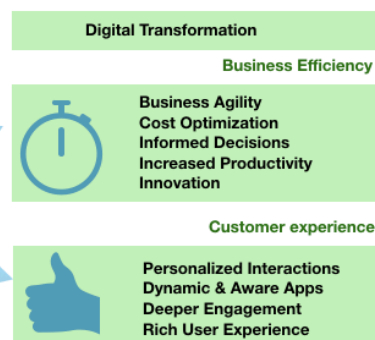 Digital Transformation
Business Efficiency
Business Agility
Cost Optimization
Informed Decisions
Increased Productivity
Innovation
Customer experience
Personalized Interactions
Dynamic & Aware Apps
Deeper Engagement
Rich User Experience